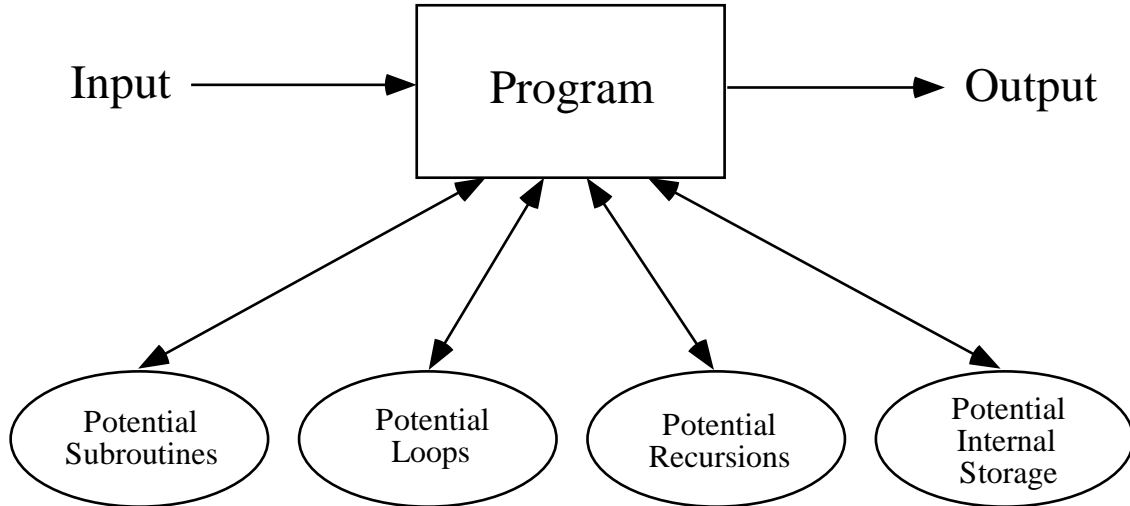 Input
Program
Output
Potential
Subroutines
Potential
Loops
Potential
Recursions
Potential
Internal
Storage